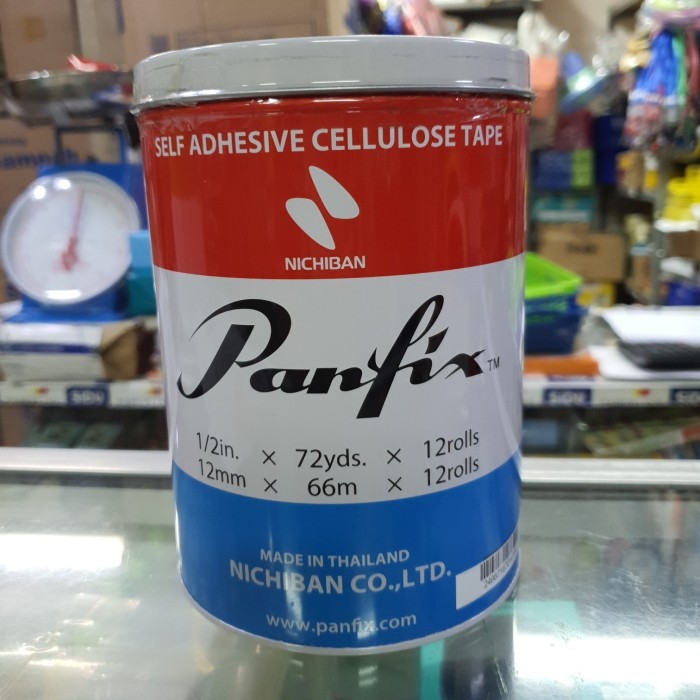 SELF ADHESIVE CELLULOSE TAPE
NICHIBAN
Panfix™
1/2in. × 72yds. × 12rolls
12mm × 66m × 12rolls
MADE IN THAILAND
NICHIBAN CO.,LTD.
www.panfix.com